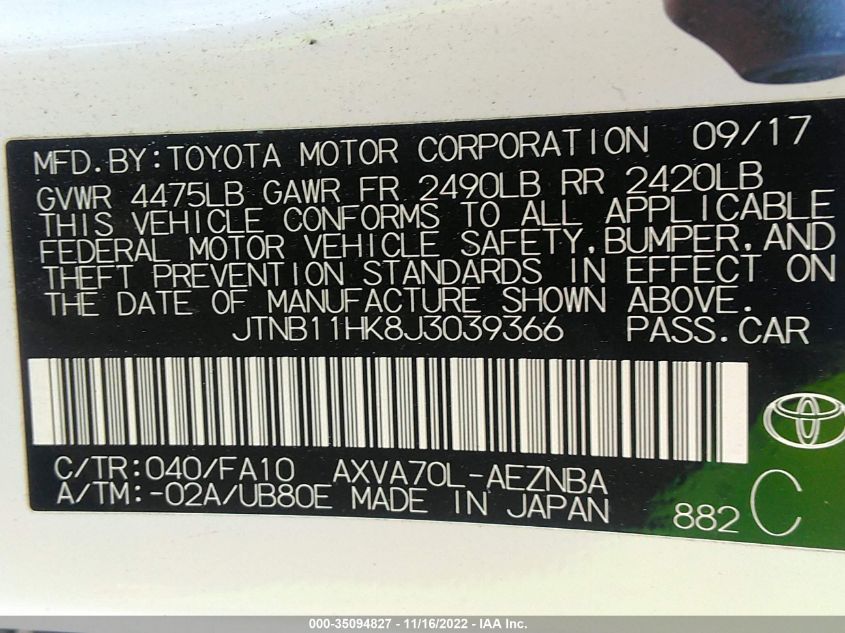 MFD.BY:TOYOTA MOTOR CORPORATION 09/17
GVWR 4475LB GAWR FR 2490LB RR 2420LB
THIS VEHICLE CONFORMS TO ALL APPLICABLE
FEDERAL MOTOR VEHICLE SAFETY,BUMPER,AND
THEFT PREVENTION STANDARDS IN EFFECT ON
THE DATE OF MANUFACTURE SHOWN ABOVE.
JTNB11HK8J3039366 PASS.CAR
C/TR:040/FA10 AXVA70L-AEZNBA
A/TM:-02A/UB80E MADE IN JAPAN
882 C
000-35094827 - 11/16/2022 - IAA Inc.